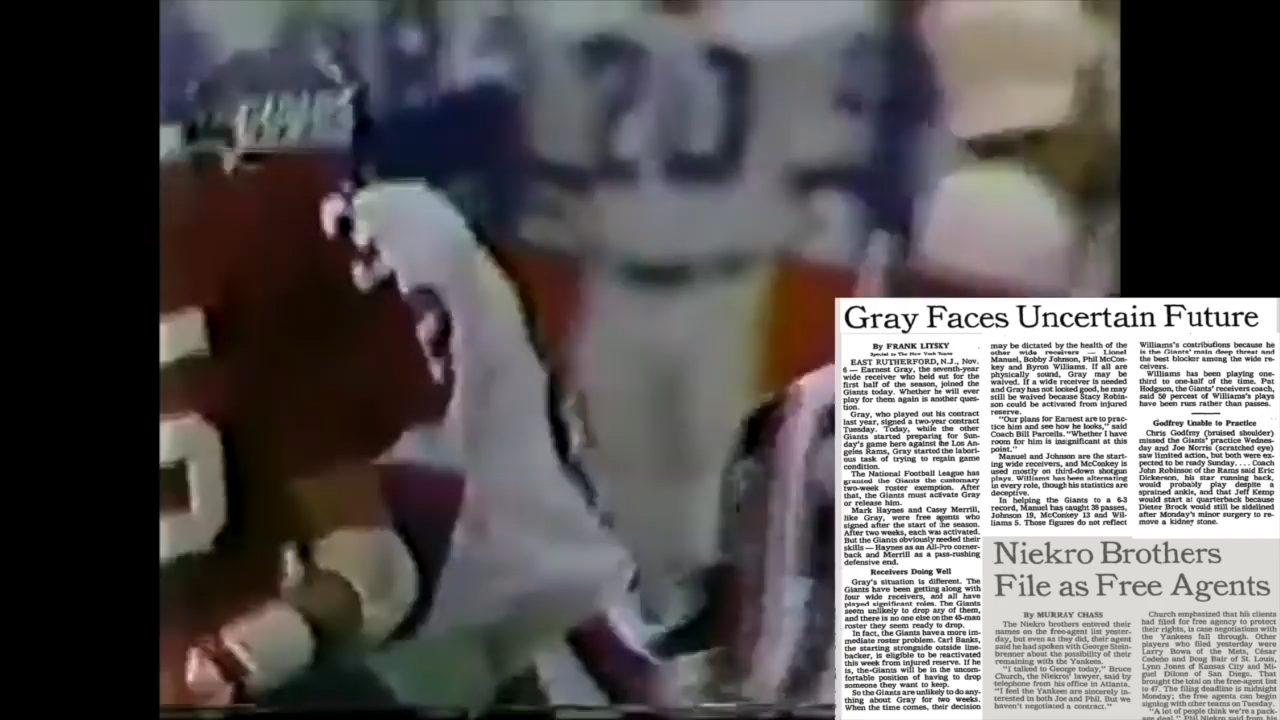 GIANTS
20
Gray Faces Uncertain Future
By FRANK LITSKY
Special to The New York Times
EAST RUTHERFORD, N.J., Nov.
6 — Earnest Gray, the seventh-year
wide receiver who held out for the
first half of the season, joined the
Giants today. Whether he will ever
play for them again is another ques-
tion.
Gray, who played out his contract
last year, signed a two-year contract
Tuesday. Today, while the other
Giants started preparing for Sun-
day's game here against the Los An-
geles Rams, Gray started the labori-
ous task of trying to regain game
condition.
The National Football League has
granted the Giants the customary
two-week roster exemption. After
that, the Giants must activate Gray
or release him.
Mark Haynes and Casey Merrill,
like Gray, were free agents who
signed after the start of the season.
After two weeks, each was activated.
But the Giants obviously needed their
skills — Haynes as an All-Pro corner-
back and Merrill as a pass-rushing
defensive end.
Receivers Doing Well
Gray's situation is different. The
Giants have been getting along with
four wide receivers, and all have
played significant roles. The Giants
seem unlikely to drop any of them,
and there is no one else on the 45-man
roster they seem ready to drop.
In fact, the Giants have a more im-
mediate roster problem. Carl Banks,
the starting strongside outside line-
backer, is eligible to be reactivated
this week from injured reserve. If he
is, the Giants will be in the uncom-
fortable position of having to drop
someone they want to keep.
So the Giants are unlikely to do any-
thing about Gray for two weeks.
When the time comes, their decision
may be dictated by the health of the
other wide receivers — Lionel
Manuel, Bobby Johnson, Phil McCon-
key and Byron Williams. If all are
physically sound, Gray may be
waived. If a wide receiver is needed
and Gray has not looked good, he may
still be waived because Stacy Robin-
son could be activated from injured
reserve.
"Our plans for Earnest are to prac-
tice him and see how he looks," said
Coach Bill Parcells. "Whether I have
room for him is insignificant at this
point."
Manuel and Johnson are the start-
ing wide receivers, and McConkey is
used mostly on third-down shotgun
plays. Williams has been alternating
in every role, though his statistics are
deceptive.
In helping the Giants to a 6-3
record, Manuel has caught 38 passes,
Johnson 19, McConkey 13 and Wil-
liams 5. Those figures do not reflect
Williams's contributions because he
is the Giants' main deep threat and
the best blocker among the wide re-
ceivers.
Williams has been playing one-
third to one-half of the time. Pat
Hodgson, the Giants' receivers coach,
said 50 percent of Williams's plays
have been runs rather than passes.
Godfrey Unable to Practice
Chris Godfrey (bruised shoulder)
missed the Giants' practice Wednes-
day and Joe Norris (scratched eye)
saw limited action, but both were ex-
pected to be ready Sunday. . . . Coach
John Robinson of the Rams said Eric
Dickerson, his star running back,
would probably play despite a
sprained ankle, and that Jeff Kemp
would start at quarterback because
Dieter Brock would still be sidelined
after Monday's minor surgery to re-
move a kidney stone.
Niekro Brothers
File as Free Agents
By MURRAY CHASS
The Niekro brothers entered their
names on the free-agent list yester-
day, but even as they did, their agent
said he had spoken with George Stein-
brenner about the possibility of their
remaining with the Yankees.
"I talked to George today," Bruce
Church, the Niekros' lawyer, said by
telephone from his office in Atlanta.
"I feel the Yankees are sincerely in-
terested in both Joe and Phil. But we
haven't negotiated a contract."
Church emphasized that his clients
had filed for free agency to protect
their rights, in case negotiations with
the Yankees fall through. Other
players who filed yesterday were
Larry Bowa of the Mets, César
Cedeño and Doug Bair of St. Louis,
Lynn Jones of Kansas City and Mi-
guel Dilone of San Diego. That
brought the total on the free-agent list
to 47. The filing deadline is midnight
Monday; the free agents can begin
signing with other teams on Tuesday.
"A lot of people think we're a pack-
age deal," Phil Niekro said from